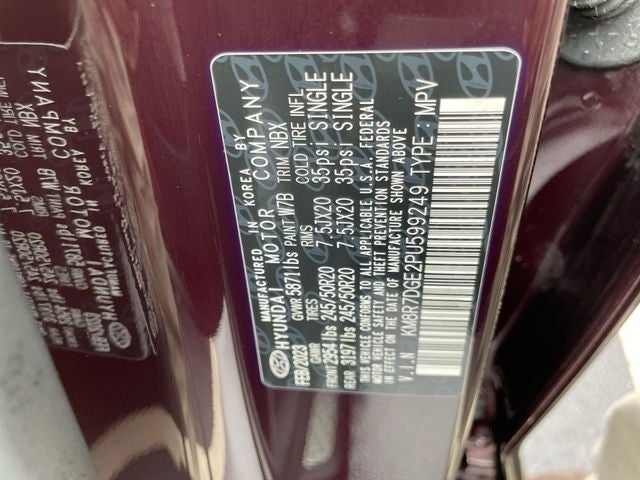 MANUFACTURED IN KOREA BY
HYUNDAI MOTOR COMPANY
FEB/2023 GVWR 5871lbs PAINT W7B TRIM NBX
GAWR TIRES RIMS COLD TIRE INFL
FRONT 2954 lbs 245/50R20 7.5JX20 35psi SINGLE
REAR 3197 lbs 245/50R20 7.5JX20 35psi SINGLE
THIS VEHICLE CONFORMS TO ALL APPLICABLE U.S.A. FEDERAL
MOTOR VEHICLE SAFETY, BUMPER, AND THEFT PREVENTION STANDARDS
IN EFFECT ON THE DATE OF MANUFACTURE SHOWN ABOVE.
V.I.N KM8R7DGE2PU599249 TYPE : MPV